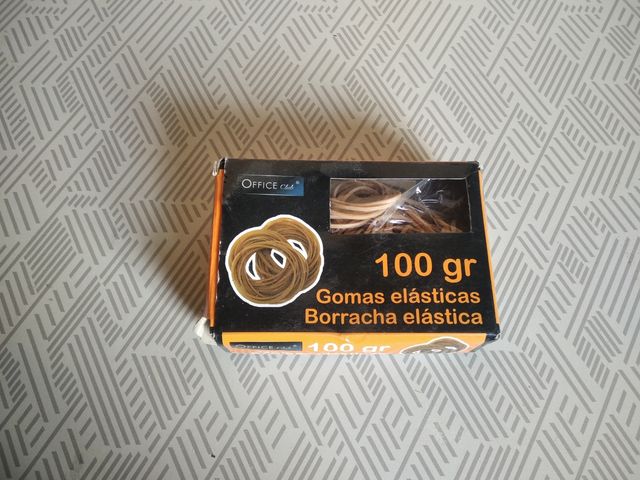 OFFICE Club®
100 gr
Gomas elásticas
Borracha elástica
OFFICE Club®
100 gr